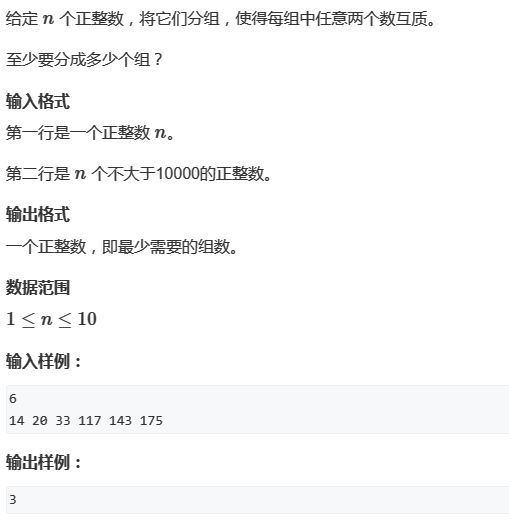 给定 n 个正整数，将它们分组，使得每组中任意两个数互质。
至少要分成多少个组？
输入格式
第一行是一个正整数 n。
第二行是 n 个不大于10000的正整数。
输出格式
一个正整数，即最少需要的组数。
数据范围
1 ≤ n ≤ 10
输入样例：
6
14 20 33 117 143 175
输出样例：
3